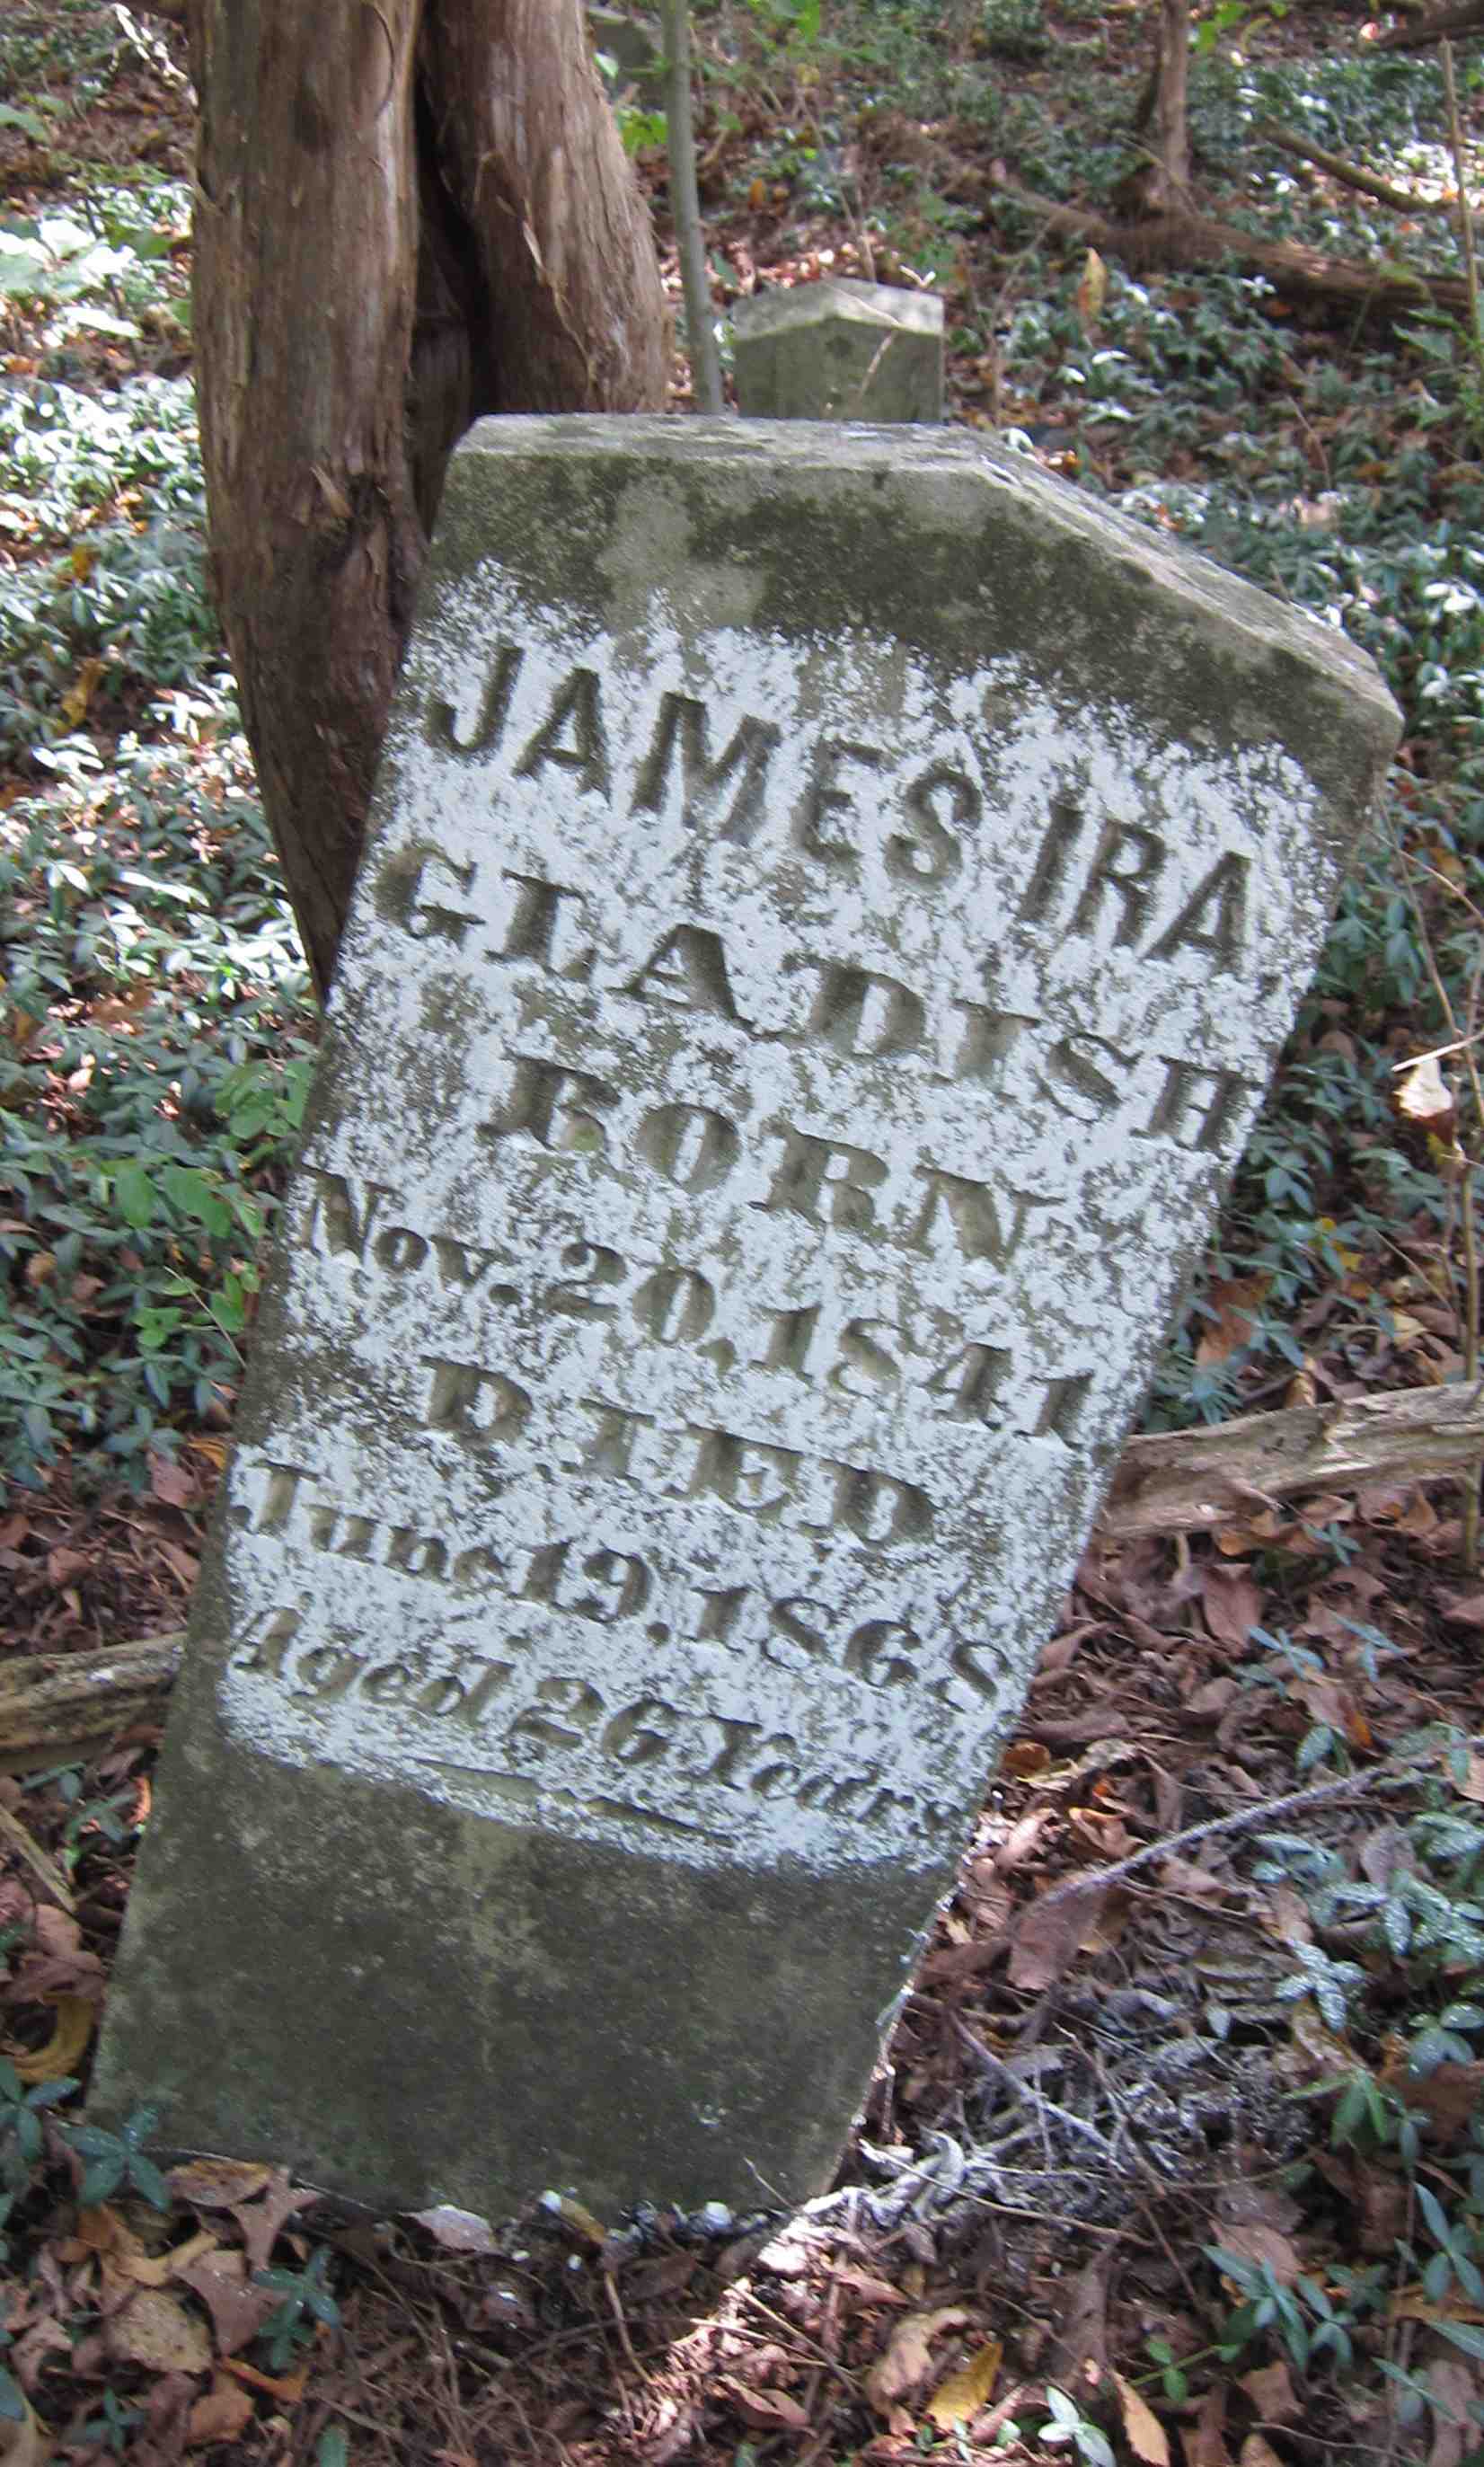 JAMES IRA
GLADISH
BORN
Nov. 20, 1841.
DIED
June 19, 1868
Aged, 26 Years